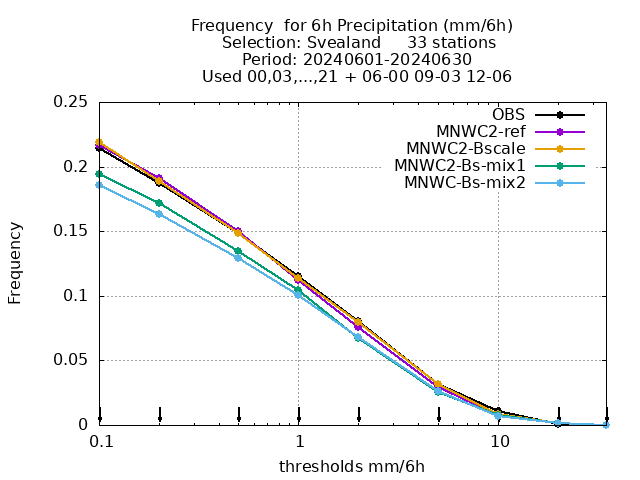 Frequency  for 6h Precipitation (mm/6h)
Selection: Svealand     33 stations
Period: 20240601-20240630
Used 00,03,...,21 + 06-00 09-03 12-06
0.25
0.2
0.15
0.1
0.05
0
Frequency
OBS
MNWC2-ref
MNWC2-Bscale
MNWC2-Bs-mix1
MNWC-Bs-mix2
0.1 1 10
thresholds mm/6h